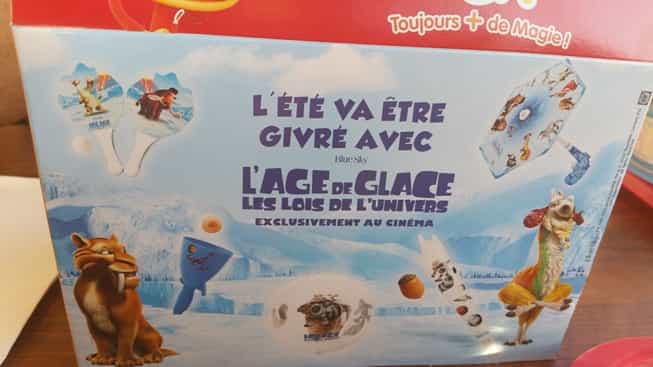 Toujours + de Magie !
L'ÉTÉ VA ÊTRE
GIVRÉ AVEC
Blue Sky
L'AGE DE GLACE
LES LOIS DE L'UNIVERS
EXCLUSIVEMENT AU CINÉMA